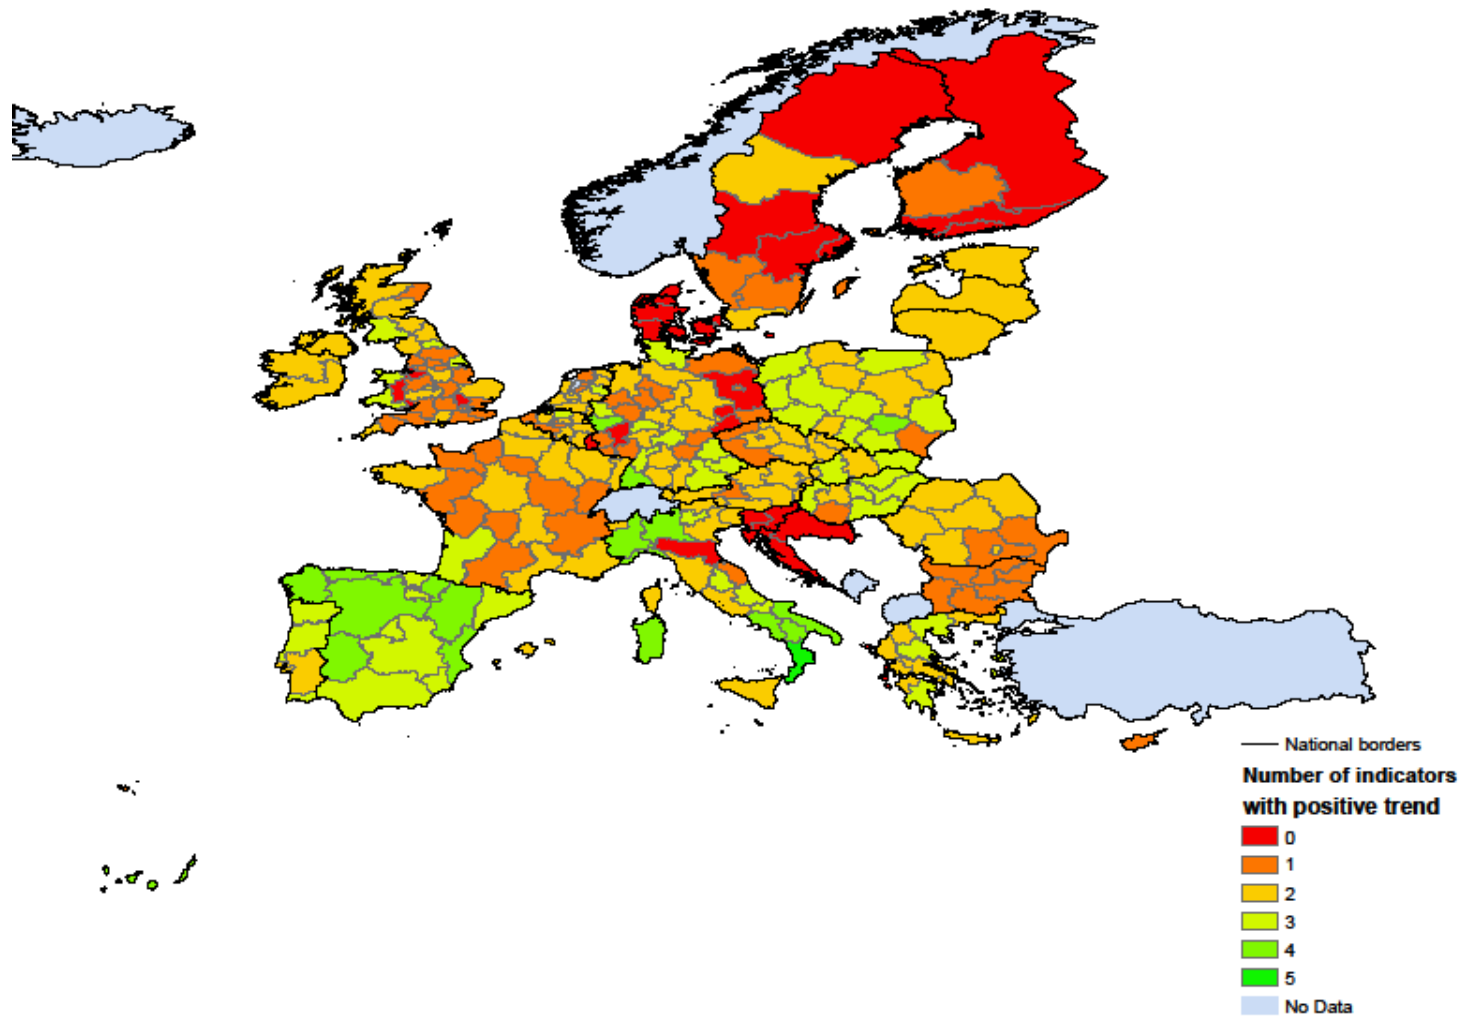 National borders
Number of indicators
with positive trend
0
1
2
3
4
5
No Data